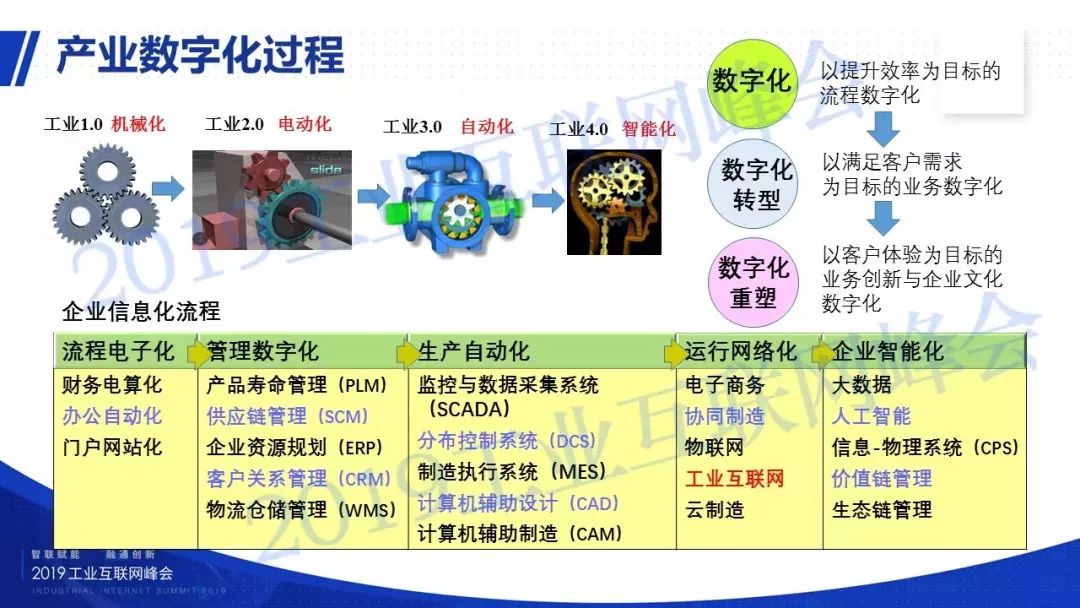 产业数字化过程
工业1.0 机械化
工业2.0 电动化
工业3.0 自动化
工业4.0 智能化
slide
数字化
以提升效率为目标的
流程数字化
数字化
转型
以满足客户需求
为目标的业务数字化
数字化
重塑
以客户体验为目标的
业务创新与企业文化
数字化
企业信息化流程
流程电子化
财务电算化
办公自动化
门户网站化
管理数字化
产品寿命管理（PLM）
供应链管理（SCM）
企业资源规划（ERP）
客户关系管理（CRM）
物流仓储管理（WMS）
生产自动化
监控与数据采集系统
（SCADA）
分布控制系统（DCS）
制造执行系统（MES）
计算机辅助设计（CAD）
计算机辅助制造（CAM）
运行网络化
电子商务
协同制造
物联网
工业互联网
云制造
企业智能化
大数据
人工智能
信息-物理系统（CPS）
价值链管理
生态链管理
2019工业互联网峰会
2019工业互联网峰会
智联赋能 融通创新
2019 工业互联网峰会
INDUSTRIAL INTERNET SUMMIT 2019